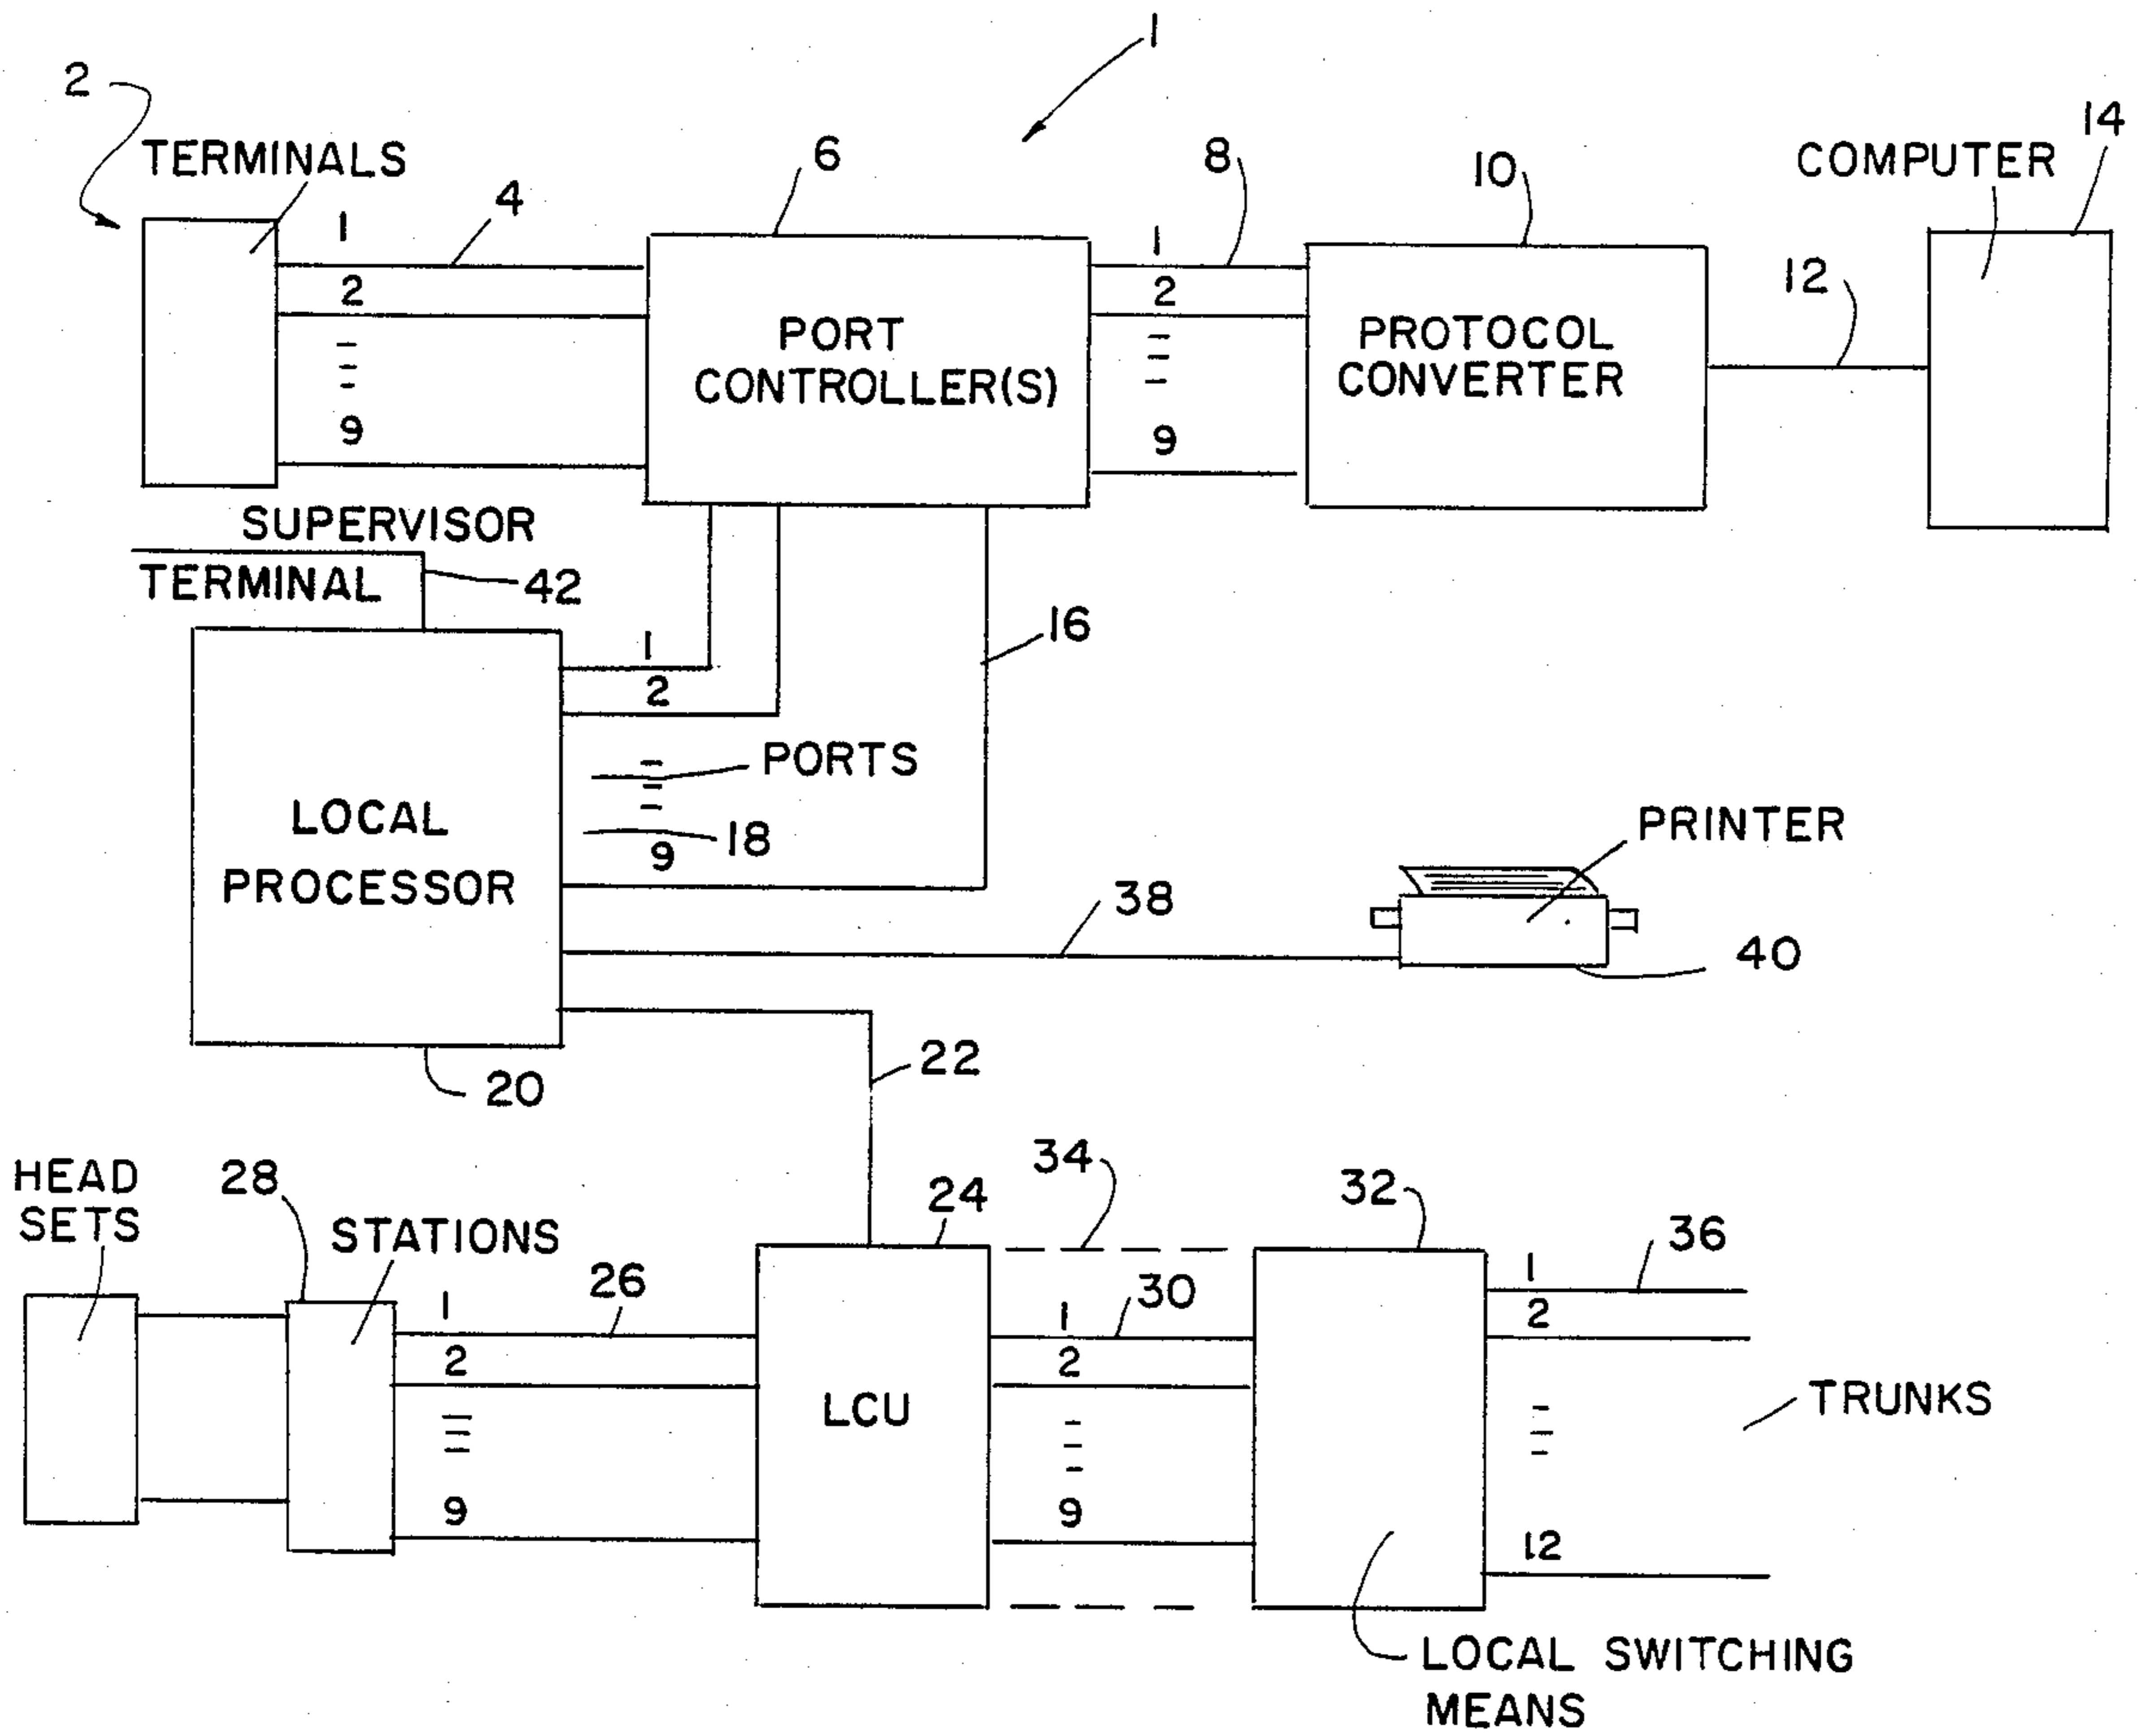 1
2
TERMINALS
4
6
8
10
COMPUTER
14
1
2
9
PORT
CONTROLLER(S)
1
2
9
PROTOCOL
CONVERTER
12
SUPERVISOR
TERMINAL
42
1
2
16
PORTS
18
9
LOCAL
PROCESSOR
PRINTER
38
40
20
22
HEAD
SETS
28
STATIONS
26
24
34
32
36
1
2
9
LCU
1
30
2
9
1
2
TRUNKS
12
LOCAL SWITCHING
MEANS